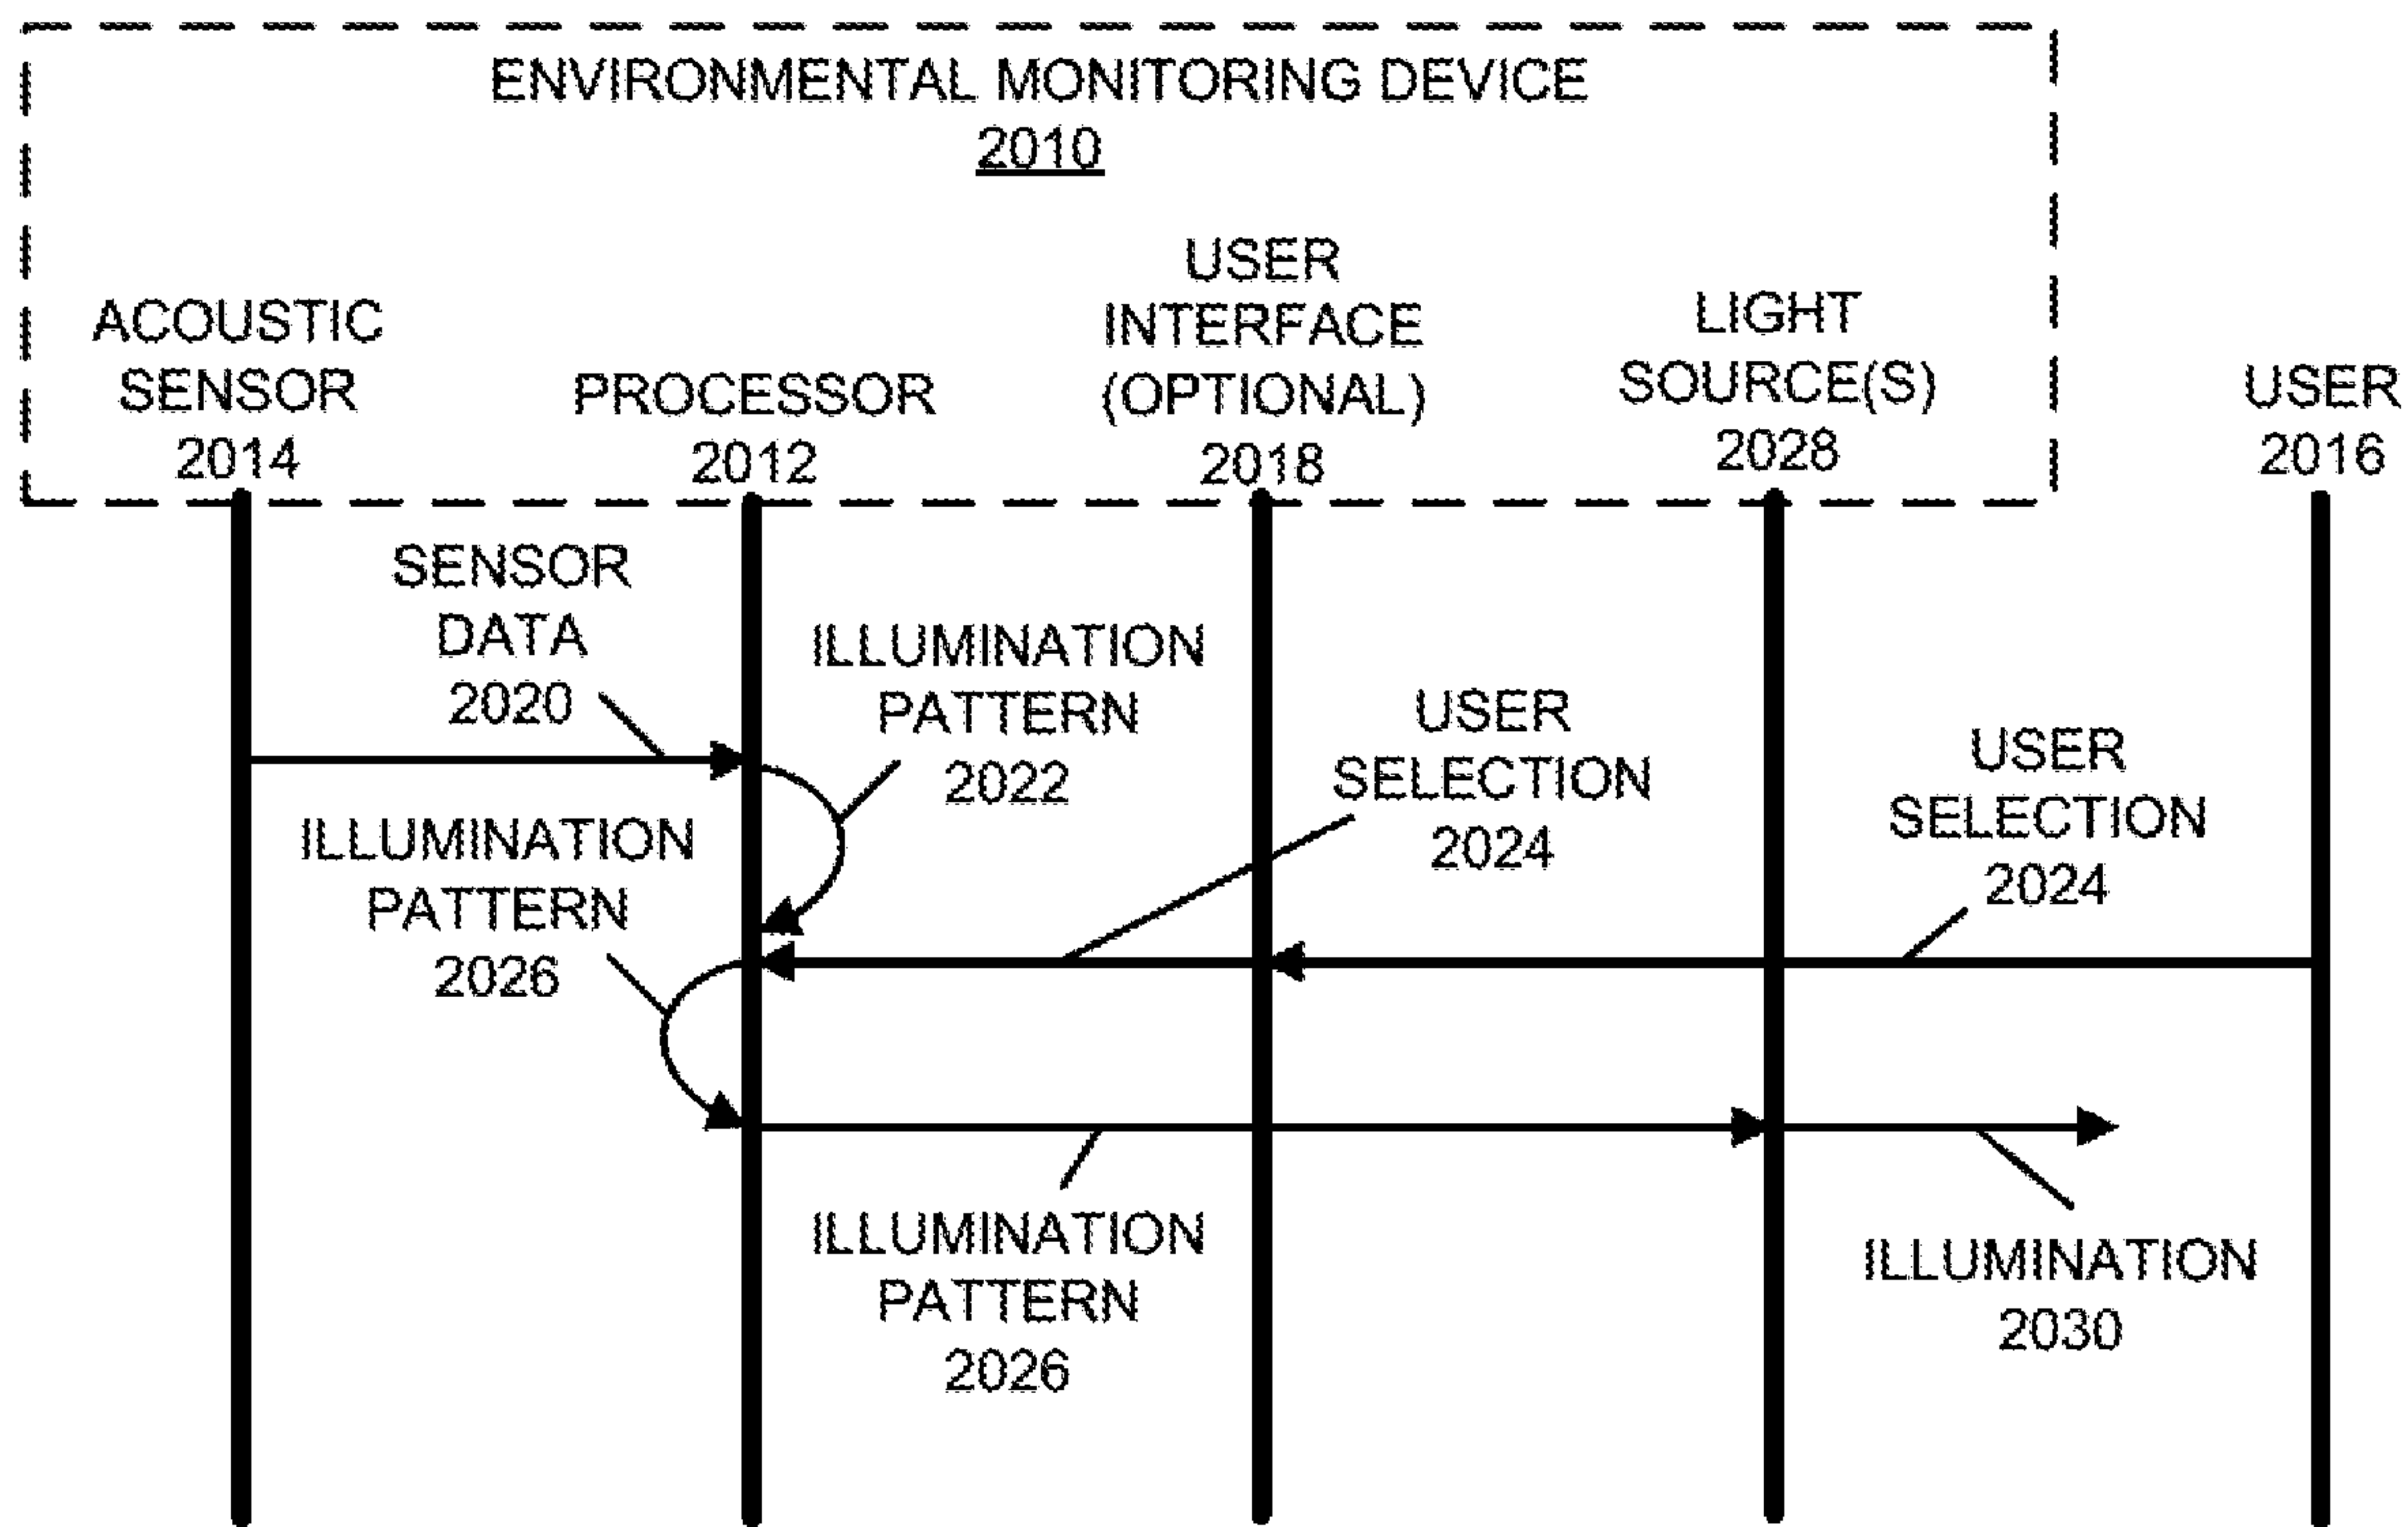 ENVIRONMENTAL MONITORING DEVICE
2010
ACOUSTIC
SENSOR
2014
PROCESSOR
2012
USER
INTERFACE
(OPTIONAL)
2018
LIGHT
SOURCE(S)
2028
USER
2016
SENSOR
DATA
2020
ILLUMINATION
PATTERN
2022
USER
SELECTION
2024
USER
SELECTION
2024
ILLUMINATION
PATTERN
2026
ILLUMINATION
PATTERN
2026
ILLUMINATION
2030